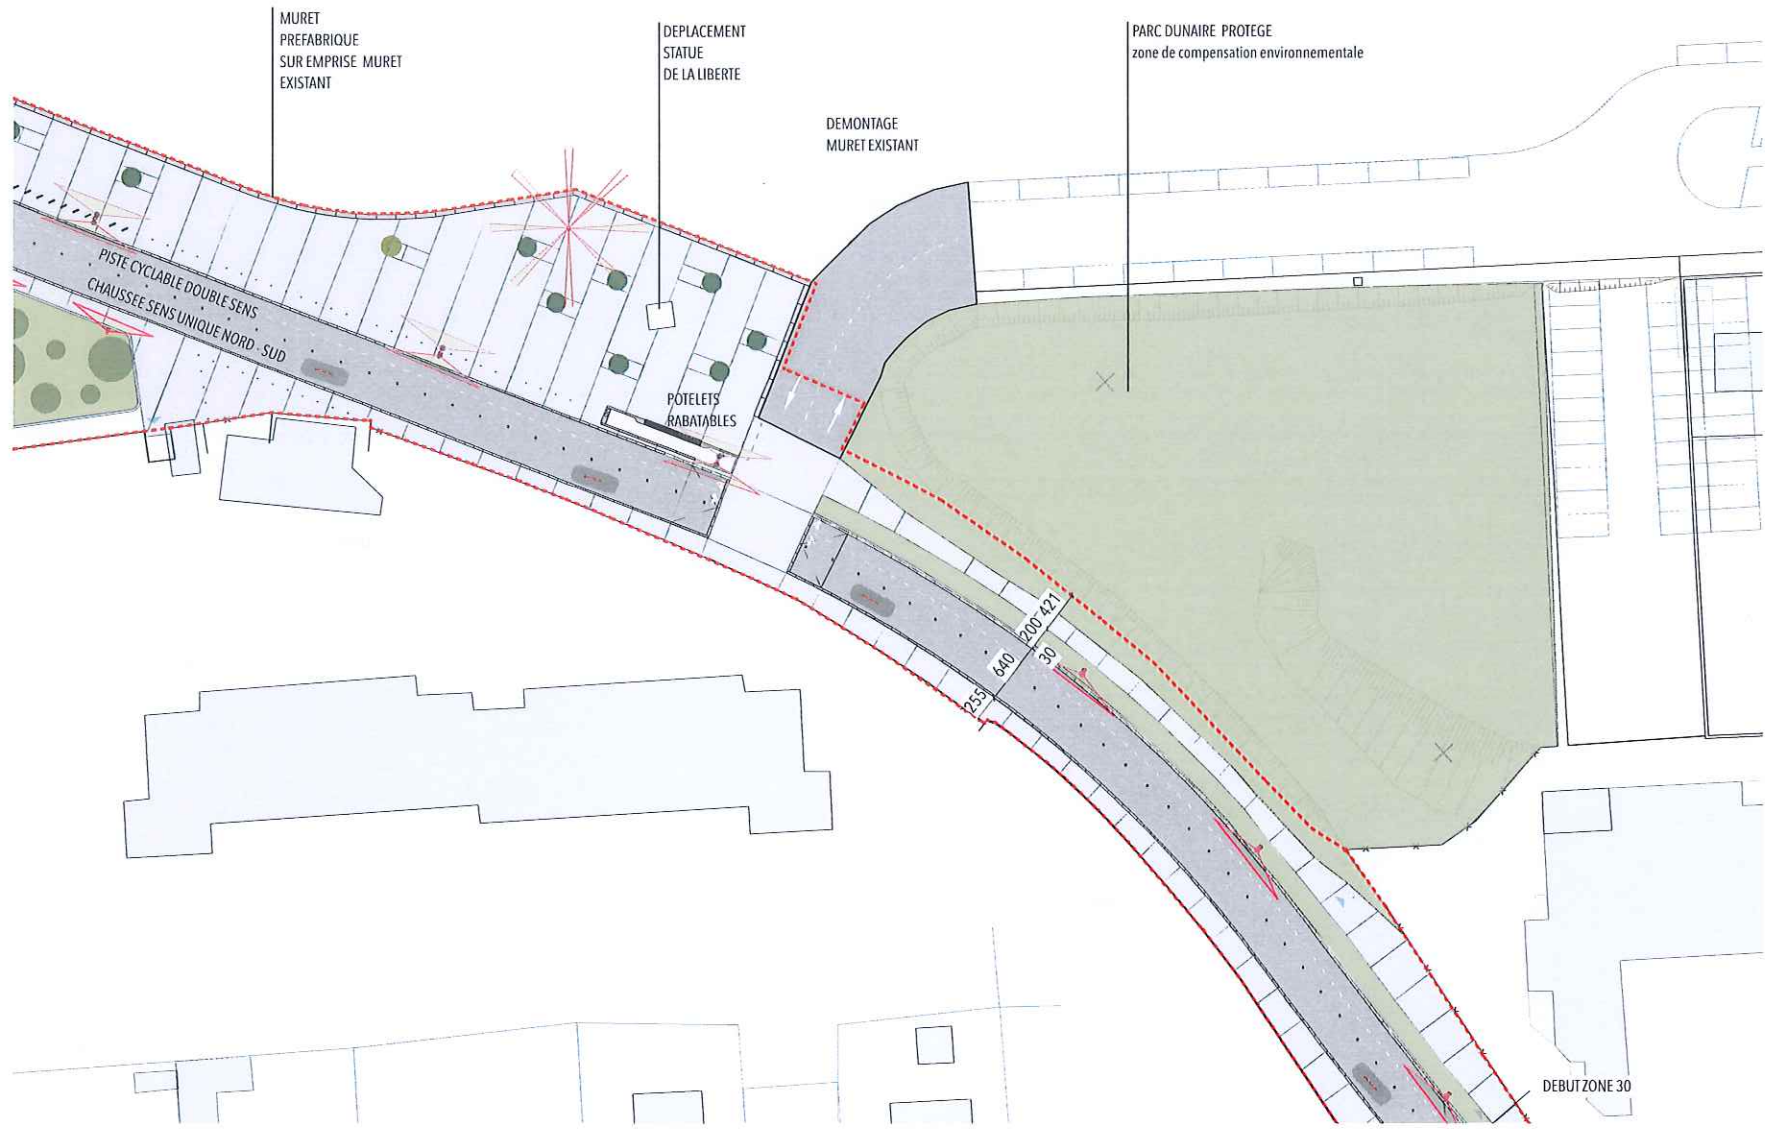 MURET
PREFABRIQUE
SUR EMPRISE MURET
EXISTANT
DEPLACEMENT
STATUE
DE LA LIBERTE
PARC DUNAIRE PROTEGE
zone de compensation environnementale
DEMONTAGE
MURET EXISTANT
PISTE CYCLABLE DOUBLE SENS
CHAUSSEE SENS UNIQUE NORD - SUD
POTELETS
RABATABLES
421
200
30
640
255
DEBUT ZONE 30